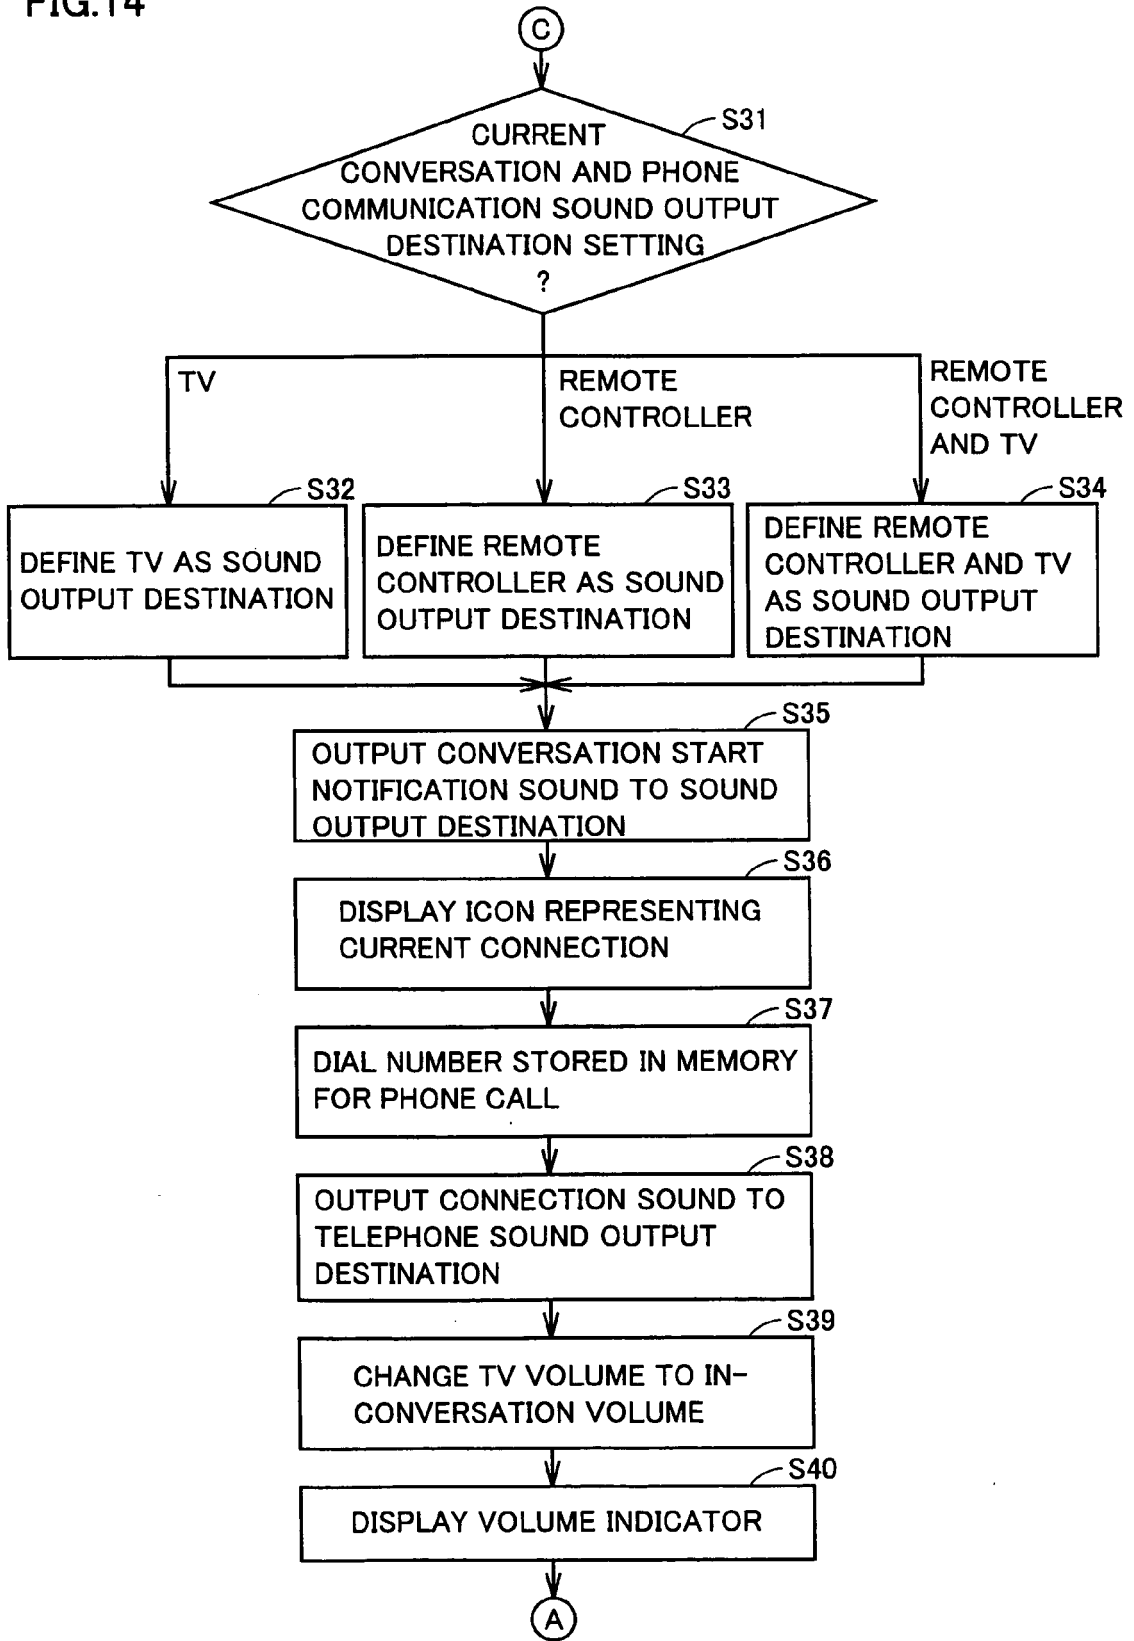 FIG.14
C
S31
CURRENT
CONVERSATION AND PHONE
COMMUNICATION SOUND OUTPUT
DESTINATION SETTING
?
TV
REMOTE
CONTROLLER
REMOTE
CONTROLLER
AND TV
S32
DEFINE TV AS SOUND
OUTPUT DESTINATION
S33
DEFINE REMOTE
CONTROLLER AS SOUND
OUTPUT DESTINATION
S34
DEFINE REMOTE
CONTROLLER AND TV
AS SOUND OUTPUT
DESTINATION
S35
OUTPUT CONVERSATION START
NOTIFICATION SOUND TO SOUND
OUTPUT DESTINATION
S36
DISPLAY ICON REPRESENTING
CURRENT CONNECTION
S37
DIAL NUMBER STORED IN MEMORY
FOR PHONE CALL
S38
OUTPUT CONNECTION SOUND TO
TELEPHONE SOUND OUTPUT
DESTINATION
S39
CHANGE TV VOLUME TO IN-
CONVERSATION VOLUME
S40
DISPLAY VOLUME INDICATOR
A